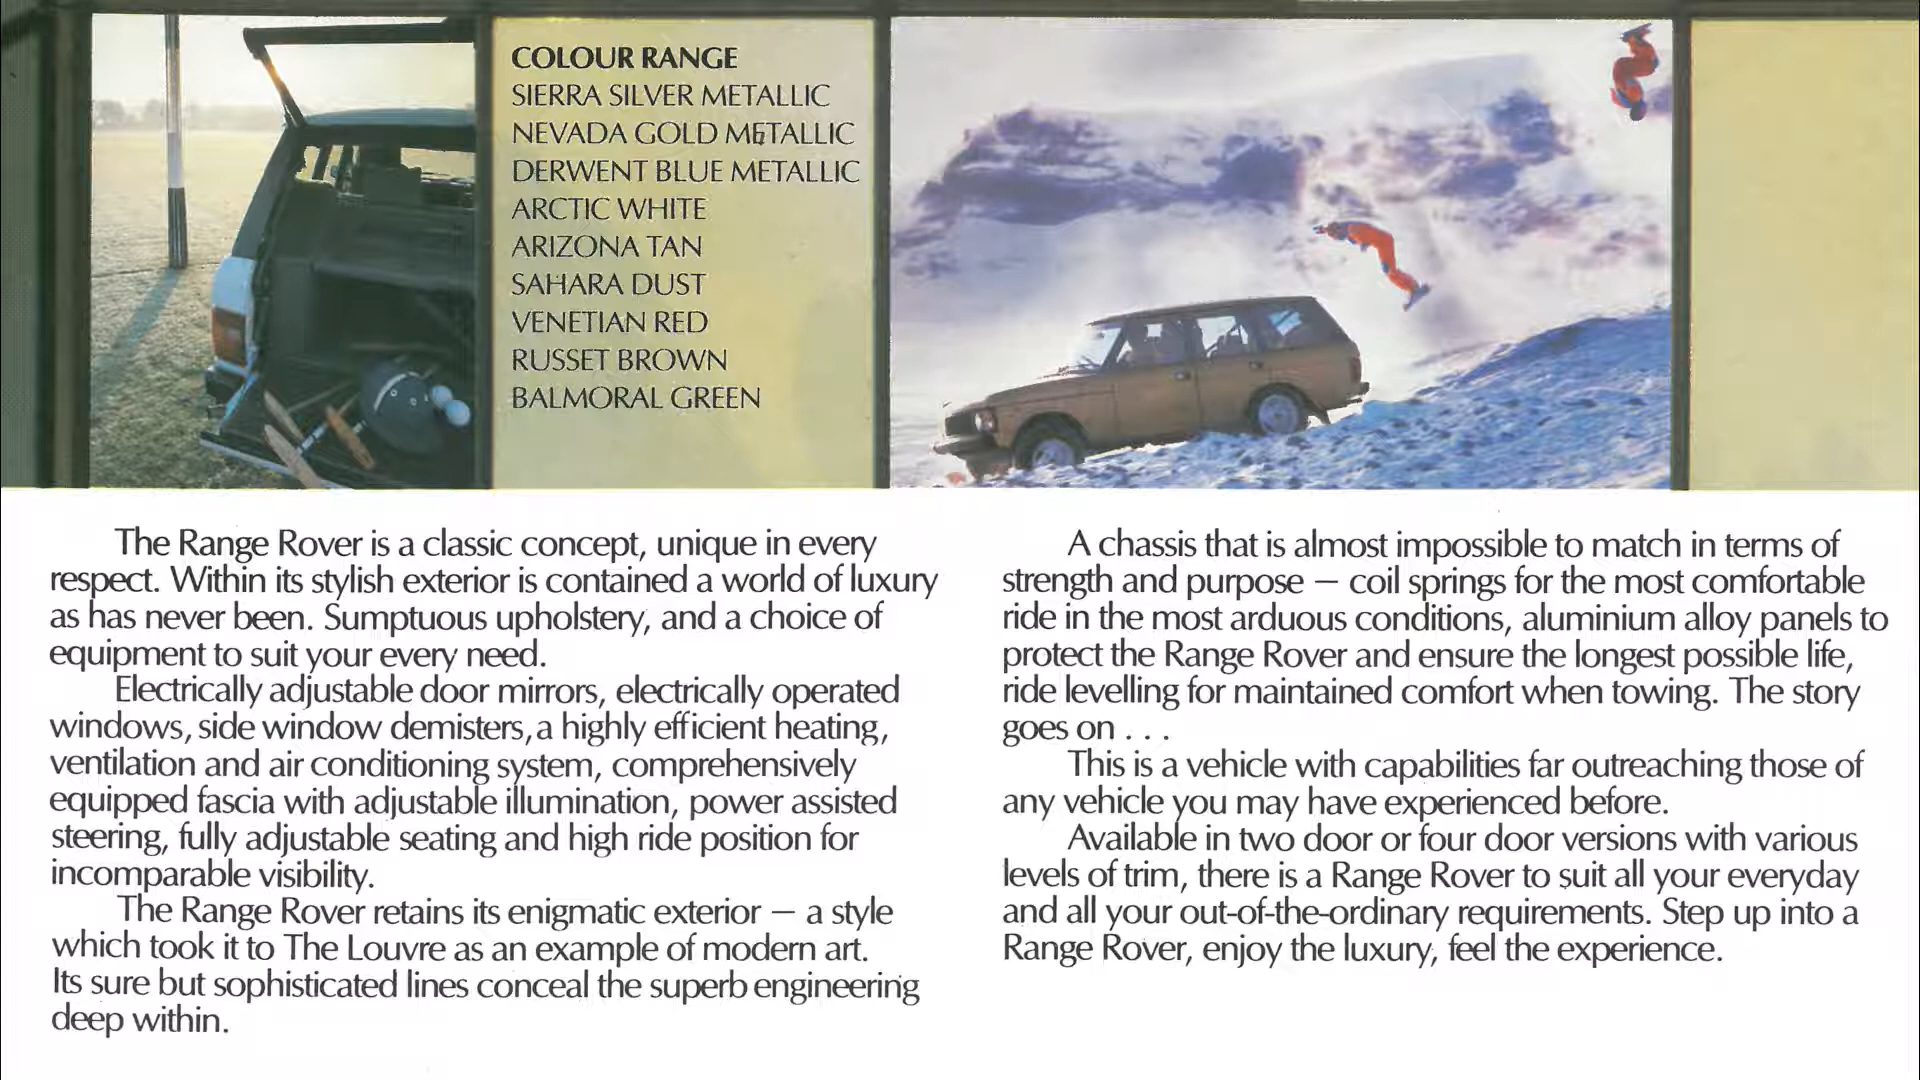 COLOUR RANGE
SIERRA SILVER METALLIC
NEVADA GOLD METALLIC
DERWENT BLUE METALLIC
ARCTIC WHITE
ARIZONA TAN
SAHARA DUST
VENETIAN RED
RUSSET BROWN
BALMORAL GREEN
The Range Rover is a classic concept, unique in every
respect. Within its stylish exterior is contained a world of luxury
as has never been. Sumptuous upholstery, and a choice of
equipment to suit your every need.
Electrically adjustable door mirrors, electrically operated
windows, side window demisters, a highly efficient heating,
ventilation and air conditioning system, comprehensively
equipped fascia with adjustable illumination, power assisted
steering, fully adjustable seating and high ride position for
incomparable visibility.
The Range Rover retains its enigmatic exterior — a style
which took it to The Louvre as an example of modern art.
Its sure but sophisticated lines conceal the superb engineering
deep within.
A chassis that is almost impossible to match in terms of
strength and purpose — coil springs for the most comfortable
ride in the most arduous conditions, aluminium alloy panels to
protect the Range Rover and ensure the longest possible life,
ride levelling for maintained comfort when towing. The story
goes on . . .
This is a vehicle with capabilities far outreaching those of
any vehicle you may have experienced before.
Available in two door or four door versions with various
levels of trim, there is a Range Rover to suit all your everyday
and all your out-of-the-ordinary requirements. Step up into a
Range Rover, enjoy the luxury, feel the experience.